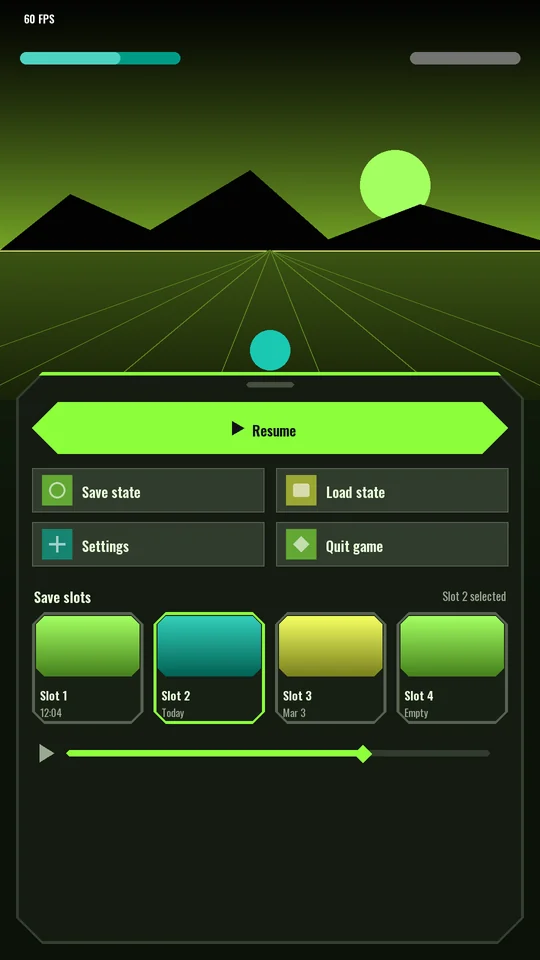 60 FPS
Resume
Save state
Load state
Settings
Quit game
Save slots
Slot 2 selected
Slot 1
12:04
Slot 2
Today
Slot 3
Mar 3
Slot 4
Empty